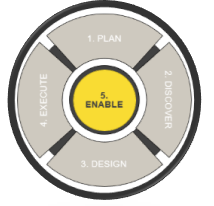 1. PLAN
2. DISCOVER
3. DESIGN
4. EXECUTE
5.
ENABLE